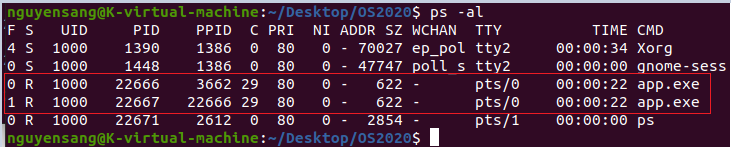 nguyensang@K-virtual-machine:~/Desktop/OS2020$ ps -al
F S   UID     PID    PPID  C PRI  NI ADDR SZ WCHAN  TTY          TIME CMD
4 S  1000    1390    1386  0  80   0 - 70027 ep_pol tty2     00:00:34 Xorg
0 S  1000    1448    1386  0  80   0 - 47747 poll_s tty2     00:00:00 gnome-sess
0 R  1000   22666    3662 29  80   0 -   622 -      pts/0    00:00:22 app.exe
1 R  1000   22667   22666 29  80   0 -   622 -      pts/0    00:00:22 app.exe
0 R  1000   22671    2612  0  80   0 -  2854 -      pts/1    00:00:00 ps
nguyensang@K-virtual-machine:~/Desktop/OS2020$